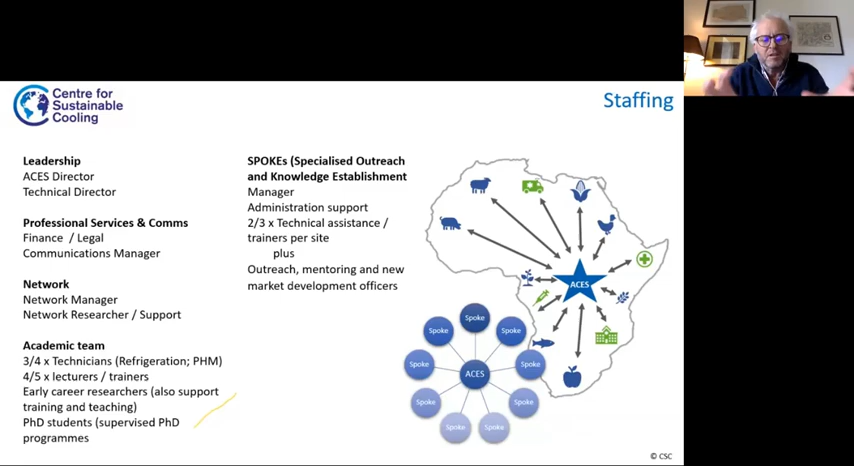 Centre for
Sustainable
Cooling
Staffing
Leadership
ACES Director
Technical Director
Professional Services & Comms
Finance / Legal
Communications Manager
Network
Network Manager
Network Researcher / Support
Academic team
3/4 x Technicians (Refrigeration; PHM)
4/5 x lecturers / trainers
Early career researchers (also support
training and teaching)
PhD students (supervised PhD
programmes
SPOKEs (Specialised Outreach
and Knowledge Establishment
Manager
Administration support
2/3 x Technical assistance /
trainers per site
plus
Outreach, mentoring and new
market development officers
ACES
Spoke
Spoke
Spoke
Spoke
Spoke
ACES
Spoke
Spoke
Spoke
Spoke
© CSC